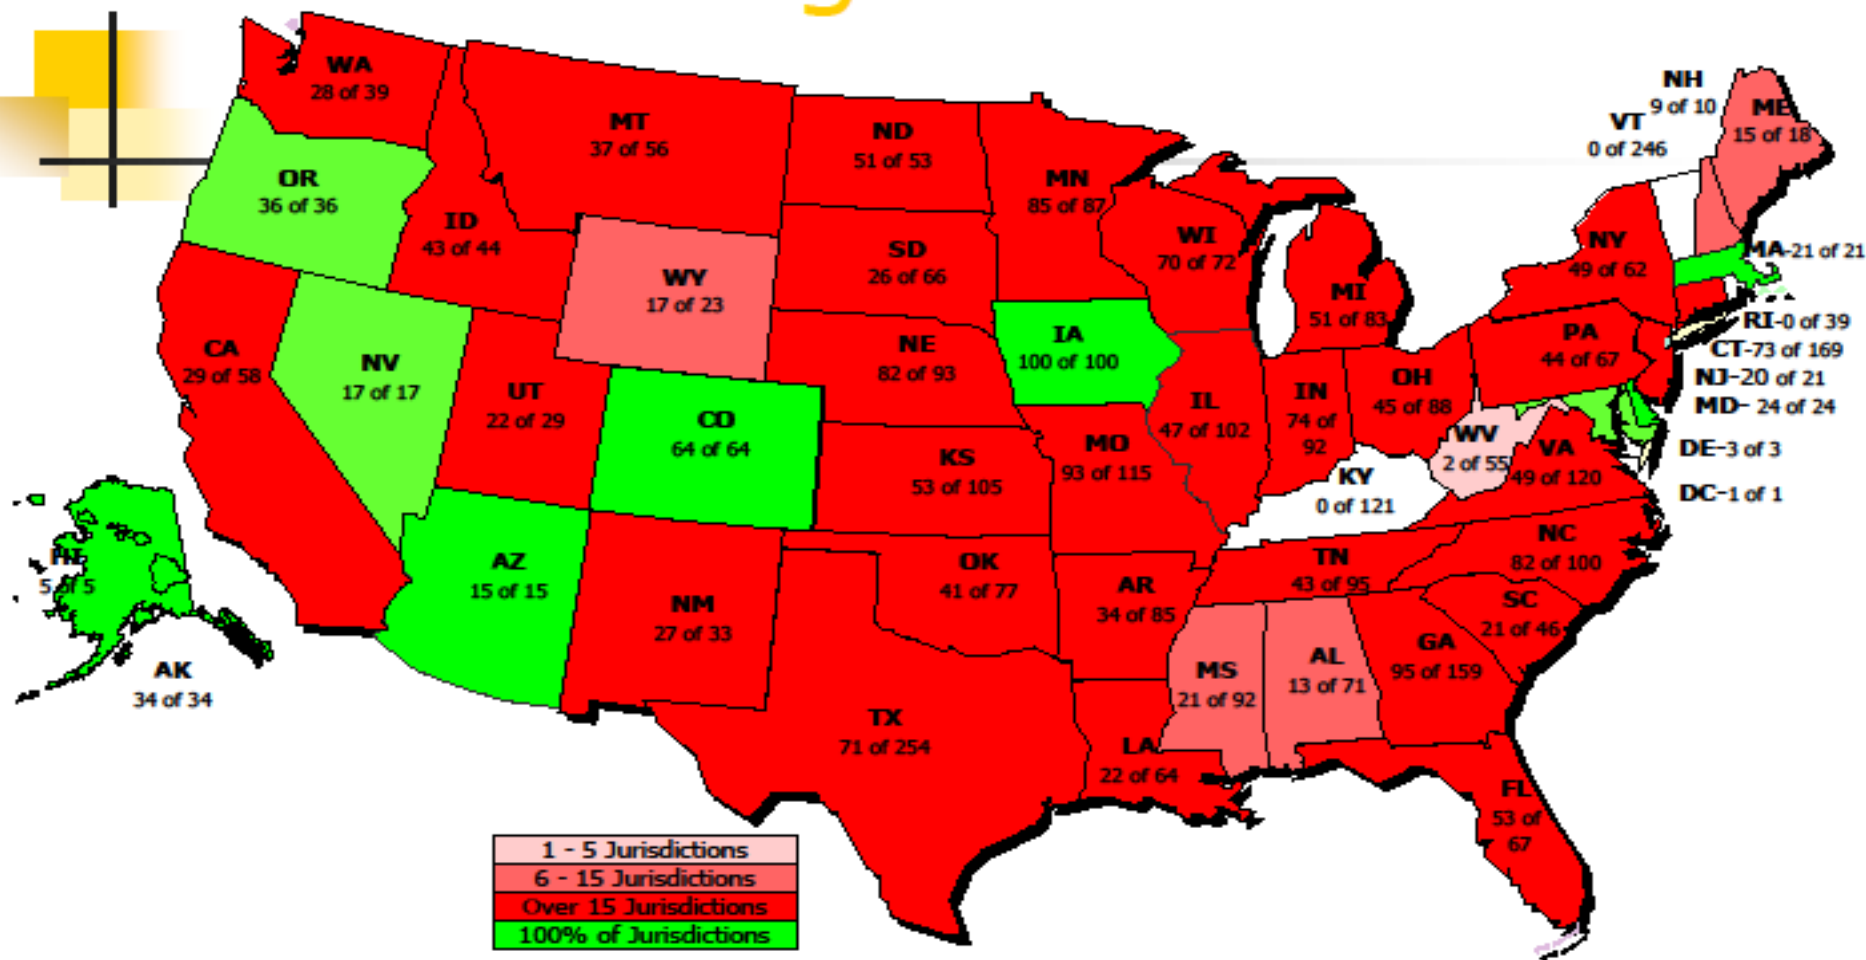 WA
28 of 39
MT
37 of 56
ND
51 of 53
MN
85 of 87
OR
36 of 36
ID
43 of 44
WY
17 of 23
SD
26 of 66
WI
70 of 72
MI
51 of 83
NH
9 of 10
VT
0 of 246
ME
15 of 18
NY
49 of 62
MA-21 of 21
RI-0 of 39
CT-73 of 169
NJ-20 of 21
MD- 24 of 24
DE-3 of 3
DC-1 of 1
CA
29 of 58
NV
17 of 17
UT
22 of 29
CO
64 of 64
NE
82 of 93
IA
100 of 100
IL
47 of 102
IN
74 of
92
OH
45 of 88
PA
44 of 67
WV
2 of 55
VA
49 of 120
KY
0 of 121
KS
53 of 105
MO
93 of 115
HI
5 of 5
AK
34 of 34
AZ
15 of 15
NM
27 of 33
OK
41 of 77
AR
34 of 85
TN
43 of 95
NC
82 of 100
SC
21 of 46
MS
21 of 92
AL
13 of 71
GA
95 of 159
TX
71 of 254
LA
22 of 64
FL
53 of
67
1 - 5 Jurisdictions
6 - 15 Jurisdictions
Over 15 Jurisdictions
100% of Jurisdictions